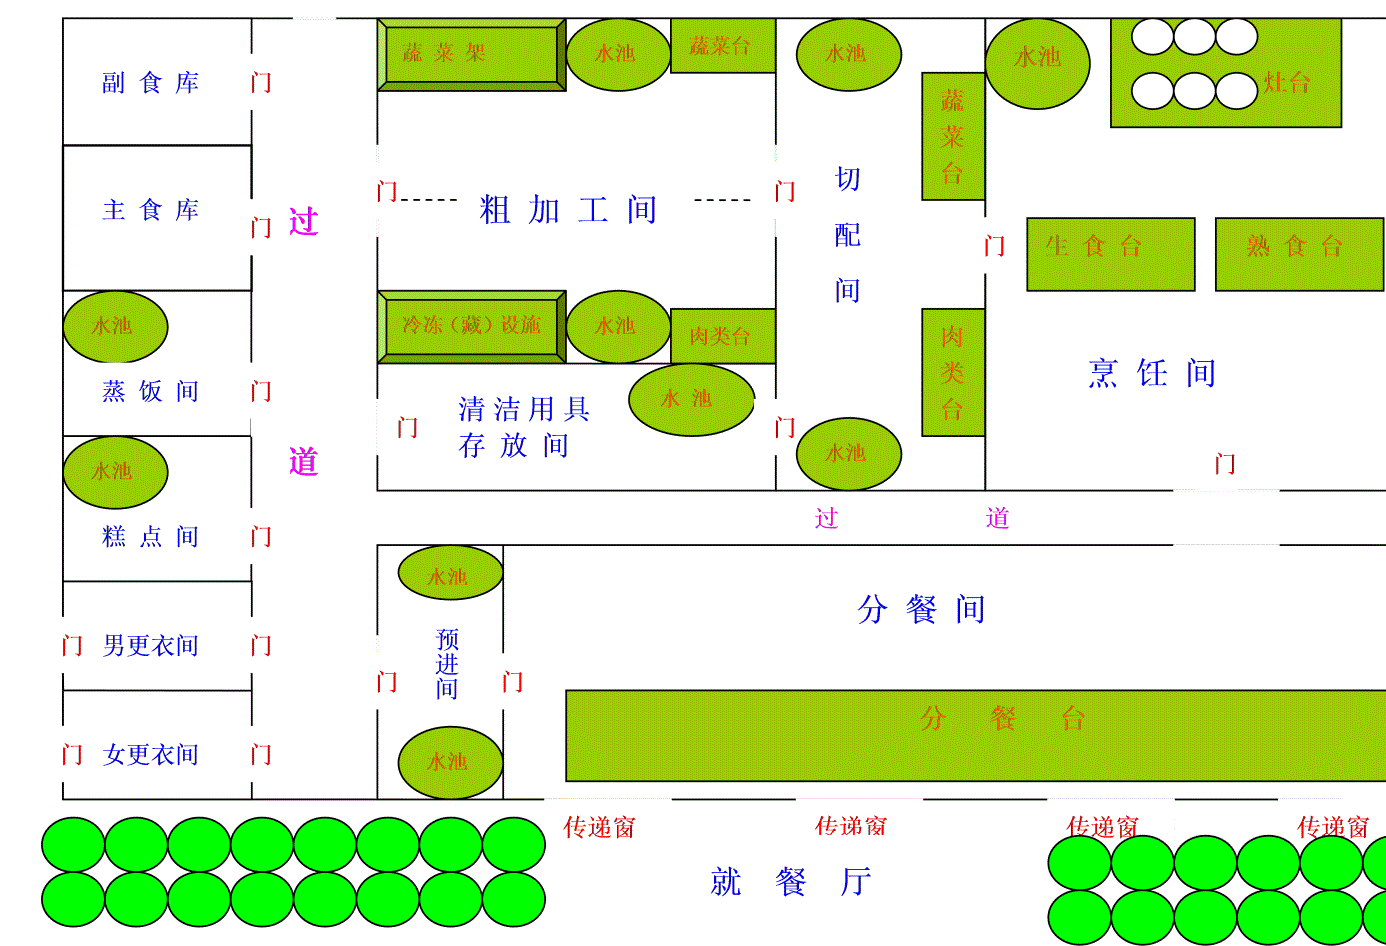 蔬 菜 架
水池
蔬菜台
水池
水池
灶台
副 食 库
门
蔬
菜
台
主 食 库
门
过
门
粗 加 工 间
门
切
配
间
门
生 食 台
熟 食 台
水池
冷冻（藏）设施
水池
肉类台
肉
类
台
烹 饪 间
蒸 饭 间
门
门
清洁用具
存 放 间
水 池
门
水池
门
道
水池
过 道
糕 点 间
门
水池
分 餐 间
门
男更衣间
门
预
进
间
门
门
分 餐 台
门
女更衣间
门
水池
传递窗
传递窗
传递窗
传递窗
就 餐 厅